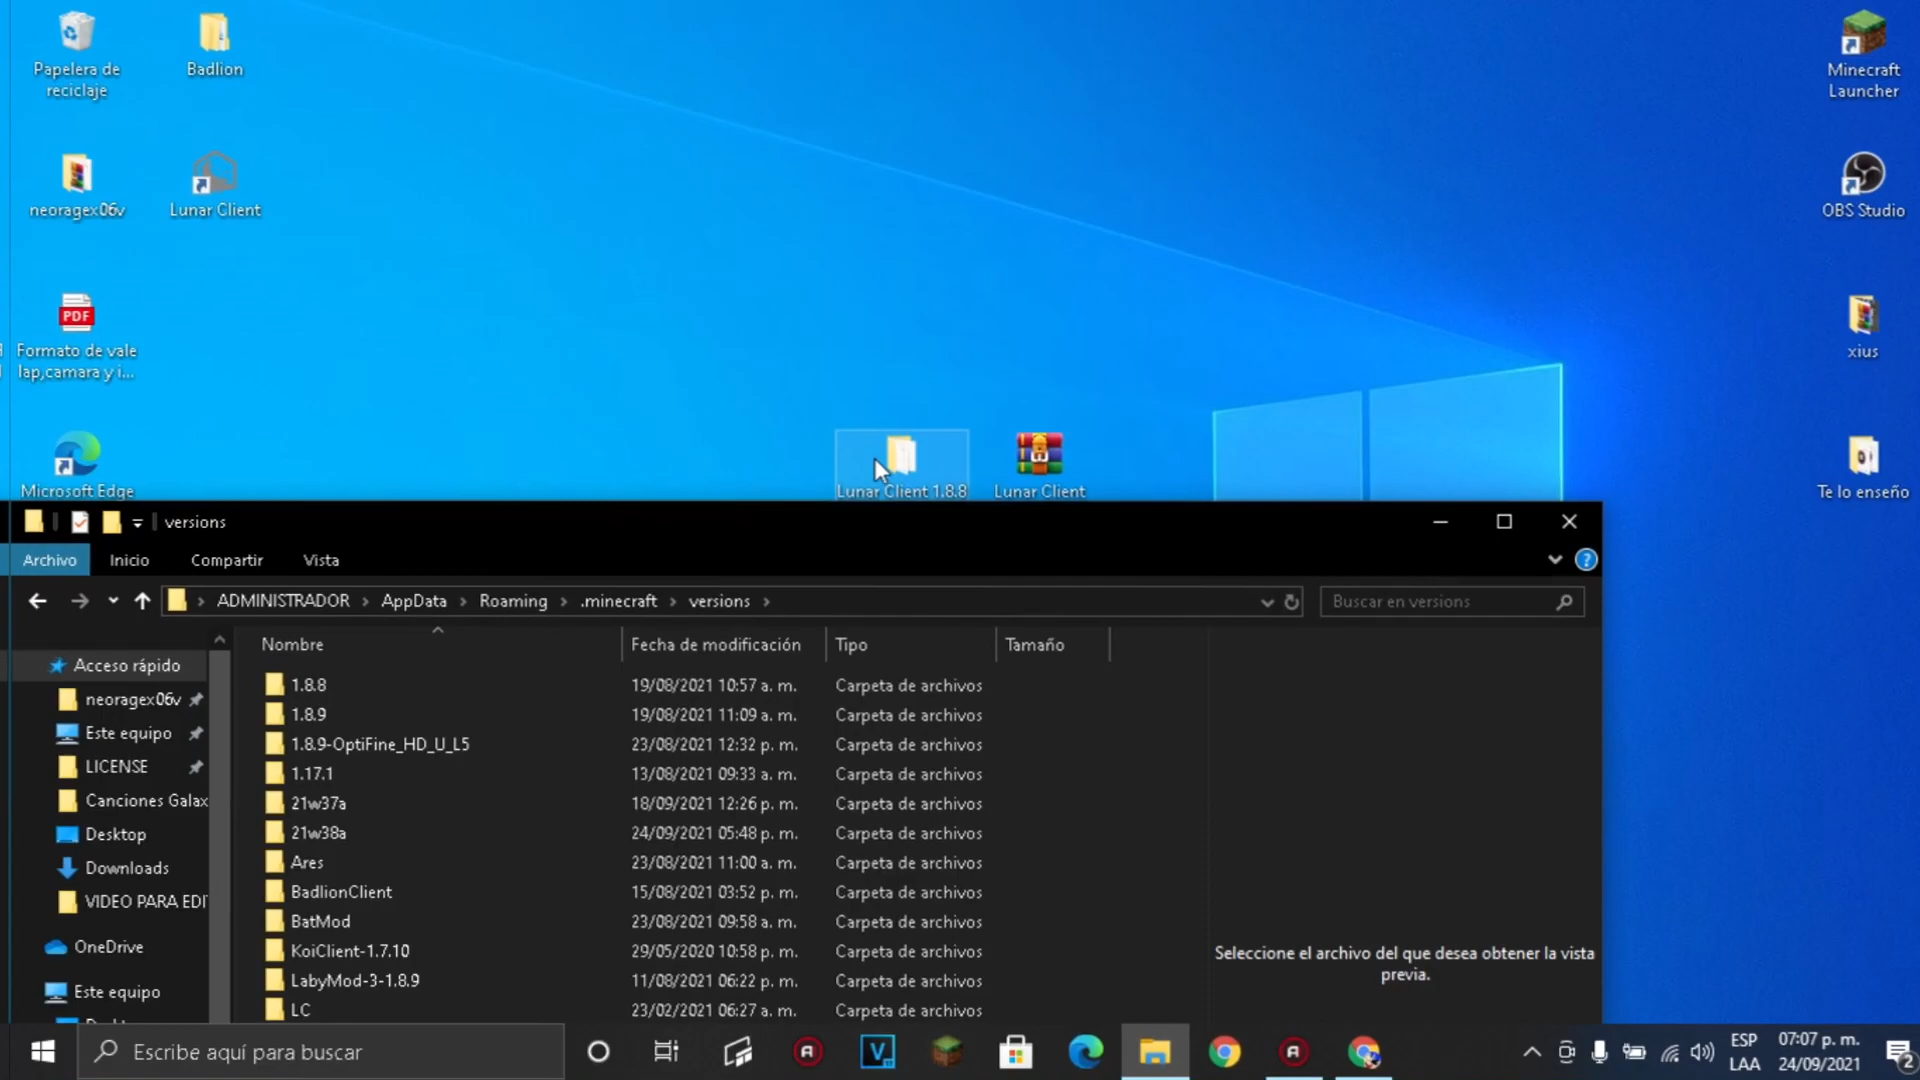 Papelera de
reciclaje
Badlion
Minecraft
Launcher
neoragex06v
Lunar Client
OBS Studio
PDF
Formato de vale
lap,camara y i...
xius
Microsoft Edge
Lunar Client 1.8.8
Lunar Client
Te lo enseño
versions
Archivo
Inicio
Compartir
Vista
ADMINISTRADOR
AppData
Roaming
.minecraft
versions
Buscar en versions
Nombre
Fecha de modificación
Tipo
Tamaño
Acceso rápido
neoragex06v
Este equipo
LICENSE
Canciones Galax
Desktop
Downloads
VIDEO PARA EDI
OneDrive
Este equipo
1.8.8 19/08/2021 10:57 a. m. Carpeta de archivos
1.8.9 19/08/2021 11:09 a. m. Carpeta de archivos
1.8.9-OptiFine_HD_U_L5 23/08/2021 12:32 p. m. Carpeta de archivos
1.17.1 13/08/2021 09:33 a. m. Carpeta de archivos
21w37a 18/09/2021 12:26 p. m. Carpeta de archivos
21w38a 24/09/2021 05:48 p. m. Carpeta de archivos
Ares 23/08/2021 11:00 a. m. Carpeta de archivos
BadlionClient 15/08/2021 03:52 p. m. Carpeta de archivos
BatMod 23/08/2021 09:58 a. m. Carpeta de archivos
KoiClient-1.7.10 29/05/2020 10:58 p. m. Carpeta de archivos
LabyMod-3-1.8.9 11/08/2021 06:22 p. m. Carpeta de archivos
LC 23/02/2021 06:27 a. m. Carpeta de archivos
Seleccione el archivo del que desea obtener la vista
previa.
Escribe aquí para buscar
ESP
LAA
07:07 p. m.
24/09/2021
2